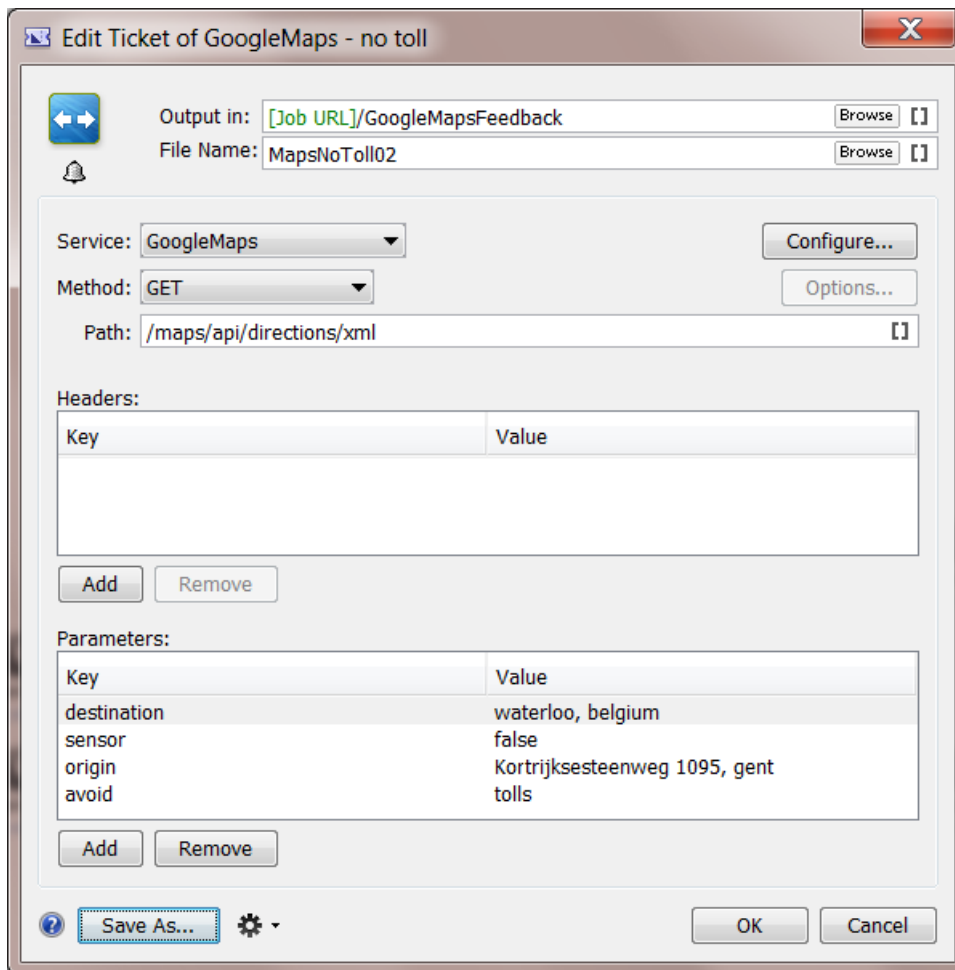 Edit Ticket of GoogleMaps - no toll
X
Output in: [Job URL]/GoogleMapsFeedback Browse []
File Name: MapsNoToll02 Browse []
Service: GoogleMaps Configure...
Method: GET Options...
Path: /maps/api/directions/xml []
Headers:
Key Value
Add Remove
Parameters:
Key Value
destination waterloo, belgium
sensor false
origin Kortrijksesteenweg 1095, gent
avoid tolls
Add Remove
? Save As... OK Cancel